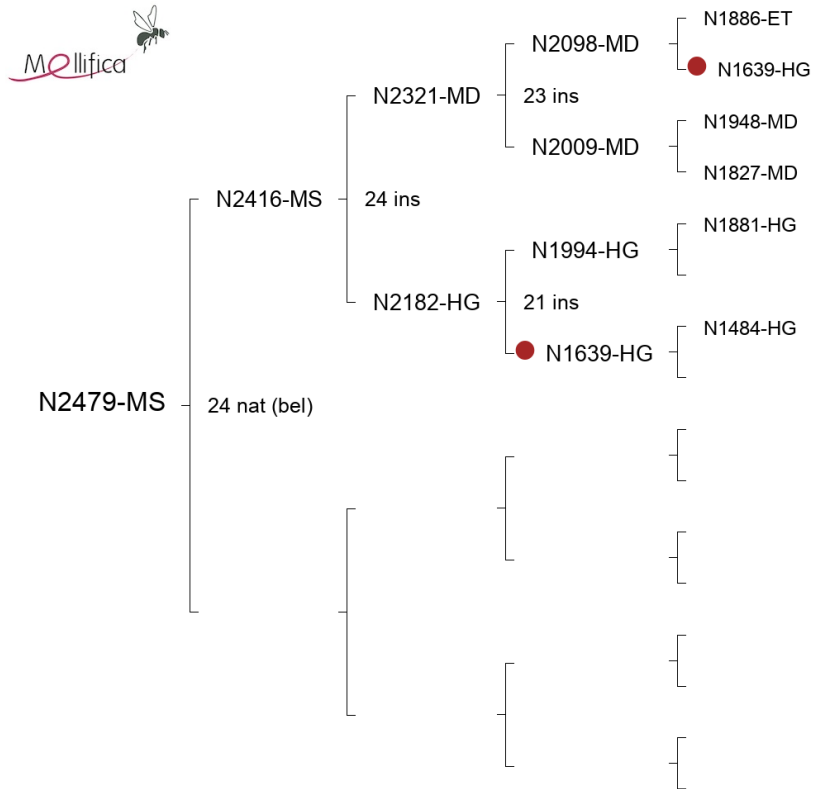 Mellifica
N1886-ET
N2098-MD
N1639-HG
N2321-MD
23 ins
N1948-MD
N2009-MD
N1827-MD
N2416-MS
24 ins
N1881-HG
N1994-HG
N2182-HG
21 ins
N1484-HG
N1639-HG
N2479-MS
24 nat (bel)